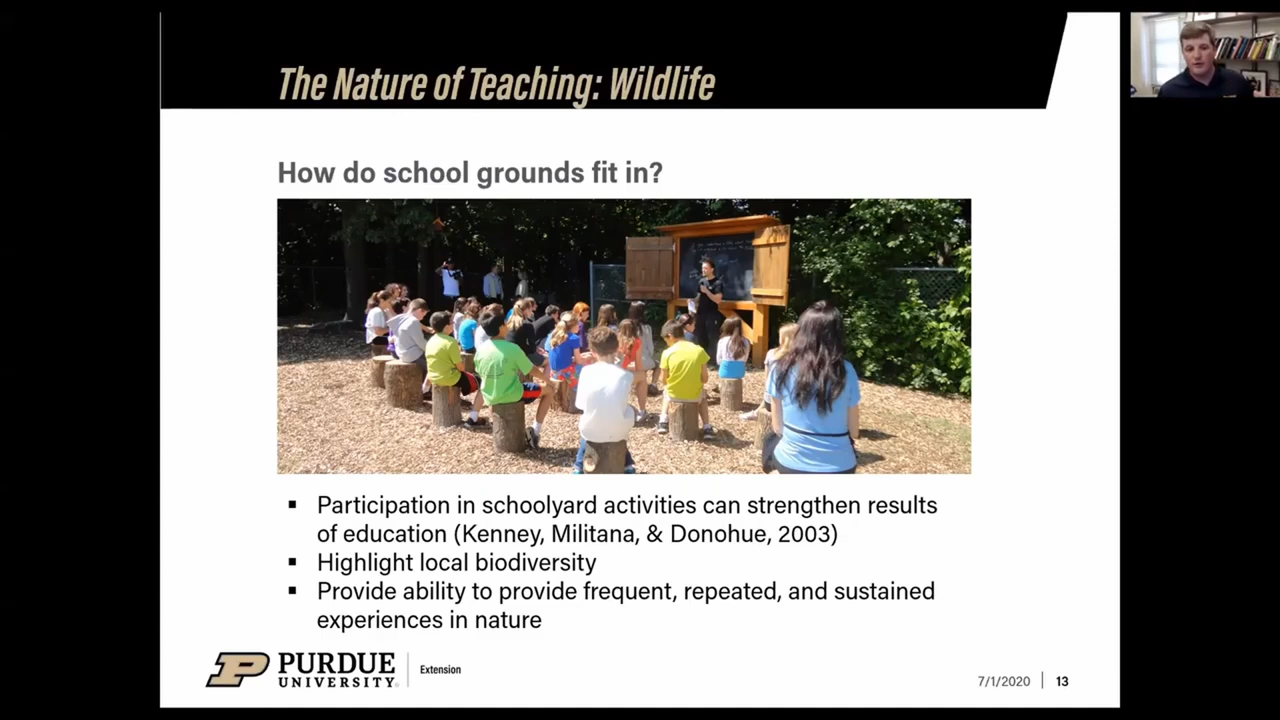 The Nature of Teaching: Wildlife
How do school grounds fit in?
▪ Participation in schoolyard activities can strengthen results
of education (Kenney, Militana, & Donohue, 2003)
▪ Highlight local biodiversity
▪ Provide ability to provide frequent, repeated, and sustained
experiences in nature
P PURDUE
UNIVERSITY
Extension
7/1/2020 | 13